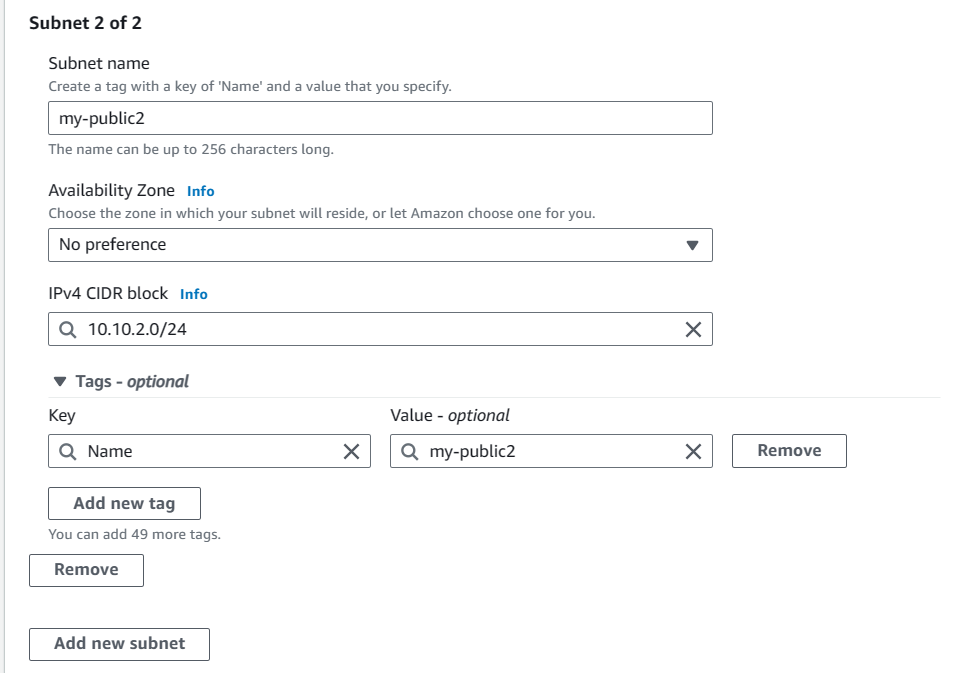 Subnet 2 of 2
Subnet name
Create a tag with a key of 'Name' and a value that you specify.
my-public2
The name can be up to 256 characters long.
Availability Zone Info
Choose the zone in which your subnet will reside, or let Amazon choose one for you.
No preference
IPv4 CIDR block Info
10.10.2.0/24
Tags - optional
Key Value - optional
Name my-public2 Remove
Add new tag
You can add 49 more tags.
Remove
Add new subnet